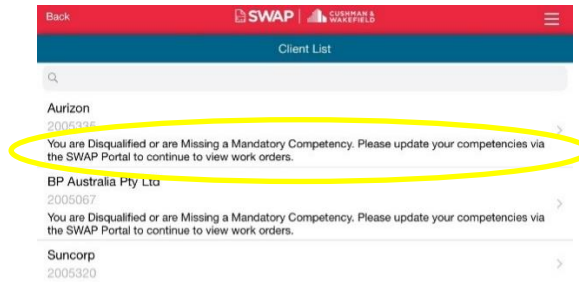 Back
SWAP | CUSHMAN & WAKEFIELD
Client List
Aurizon
2005336
You are Disqualified or are Missing a Mandatory Competency. Please update your competencies via
the SWAP Portal to continue to view work orders.
BP Australia Pty Ltd
2005067
You are Disqualified or are Missing a Mandatory Competency. Please update your competencies via
the SWAP Portal to continue to view work orders.
Suncorp
2005320